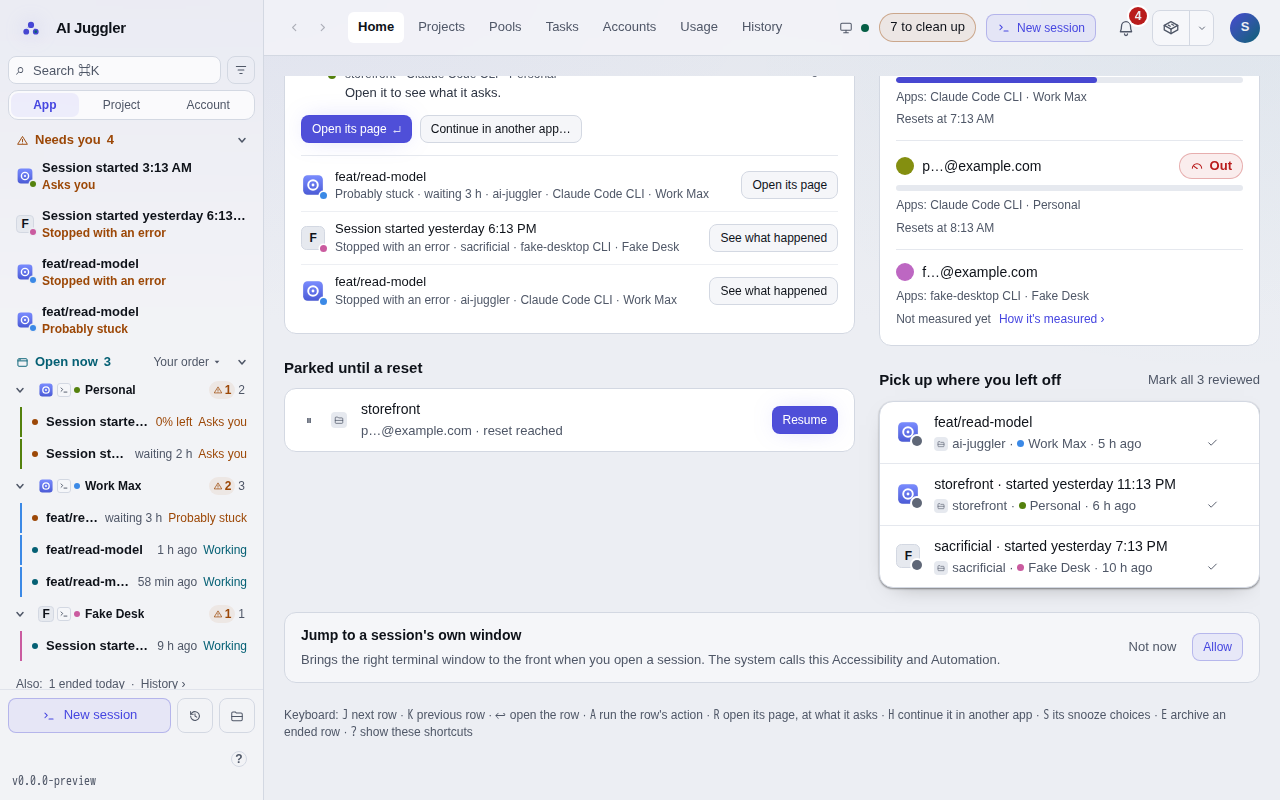 AI Juggler
Search ⌘K
App Project Account
Needs you 4
Session started 3:13 AM
Asks you
F Session started yesterday 6:13…
Stopped with an error
feat/read-model
Stopped with an error
feat/read-model
Probably stuck
Open now 3 Your order
Personal 1 2
Session starte… 0% left Asks you
Session st… waiting 2 h Asks you
Work Max 2 3
feat/re… waiting 3 h Probably stuck
feat/read-model 1 h ago Working
feat/read-m… 58 min ago Working
F Fake Desk 1 1
Session starte… 9 h ago Working
Also: 1 ended today · History ›
New session
?
v0.0.0-preview
Home Projects Pools Tasks Accounts Usage History
7 to clean up
New session
4
S
storefront · Claude Code CLI · Personal
Open it to see what it asks.
Open its page ↵ Continue in another app…
feat/read-model
Probably stuck · waiting 3 h · ai-juggler · Claude Code CLI · Work Max
Open its page
F Session started yesterday 6:13 PM
Stopped with an error · sacrificial · fake-desktop CLI · Fake Desk
See what happened
feat/read-model
Stopped with an error · ai-juggler · Claude Code CLI · Work Max
See what happened
Parked until a reset
storefront
p…@example.com · reset reached
Resume
Apps: Claude Code CLI · Work Max
Resets at 7:13 AM
p…@example.com Out
Apps: Claude Code CLI · Personal
Resets at 8:13 AM
f…@example.com
Apps: fake-desktop CLI · Fake Desk
Not measured yet How it's measured ›
Pick up where you left off Mark all 3 reviewed
feat/read-model
ai-juggler · Work Max · 5 h ago
storefront · started yesterday 11:13 PM
storefront · Personal · 6 h ago
F sacrificial · started yesterday 7:13 PM
sacrificial · Fake Desk · 10 h ago
Jump to a session's own window
Brings the right terminal window to the front when you open a session. The system calls this Accessibility and Automation.
Not now Allow
Keyboard: J next row · K previous row · ↩ open the row · A run the row's action · R open its page, at what it asks · H continue it in another app · S its snooze choices · E archive an
ended row · ? show these shortcuts